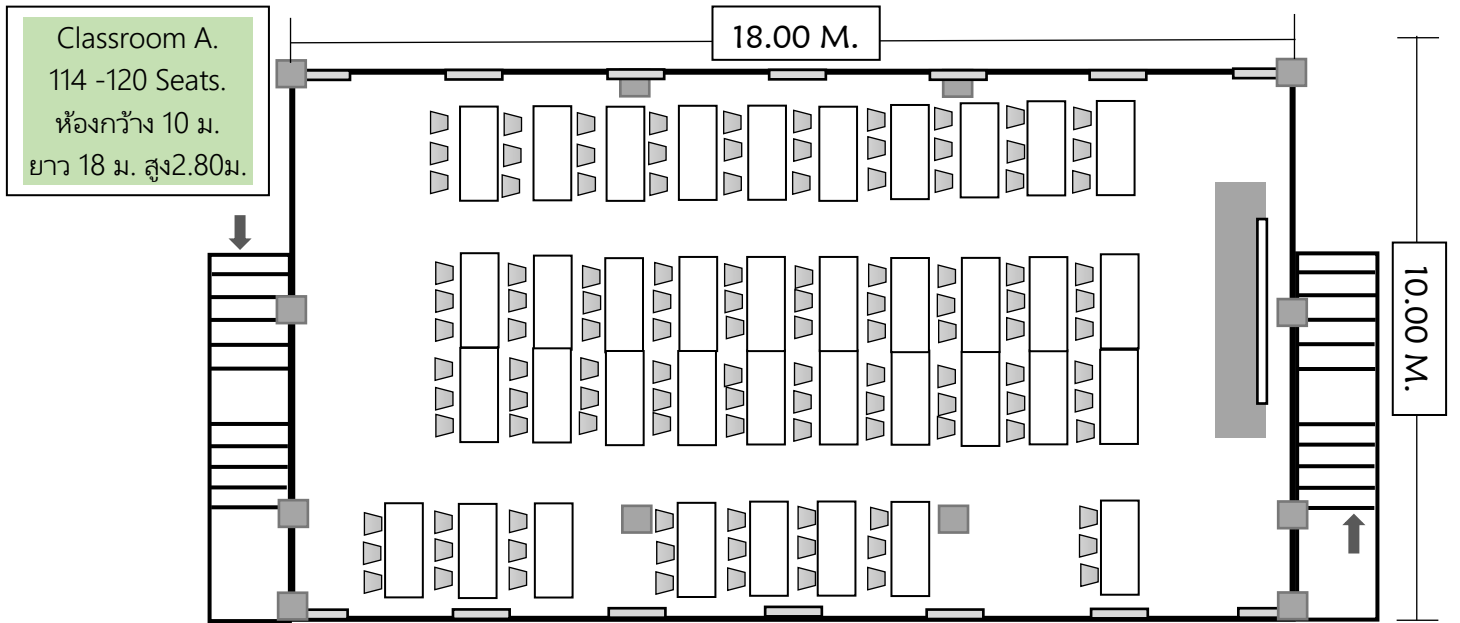 Classroom A.
114 -120 Seats.
ห้องกว้าง 10 ม.
ยาว 18 ม. สูง2.80ม.
18.00 M.
10.00 M.